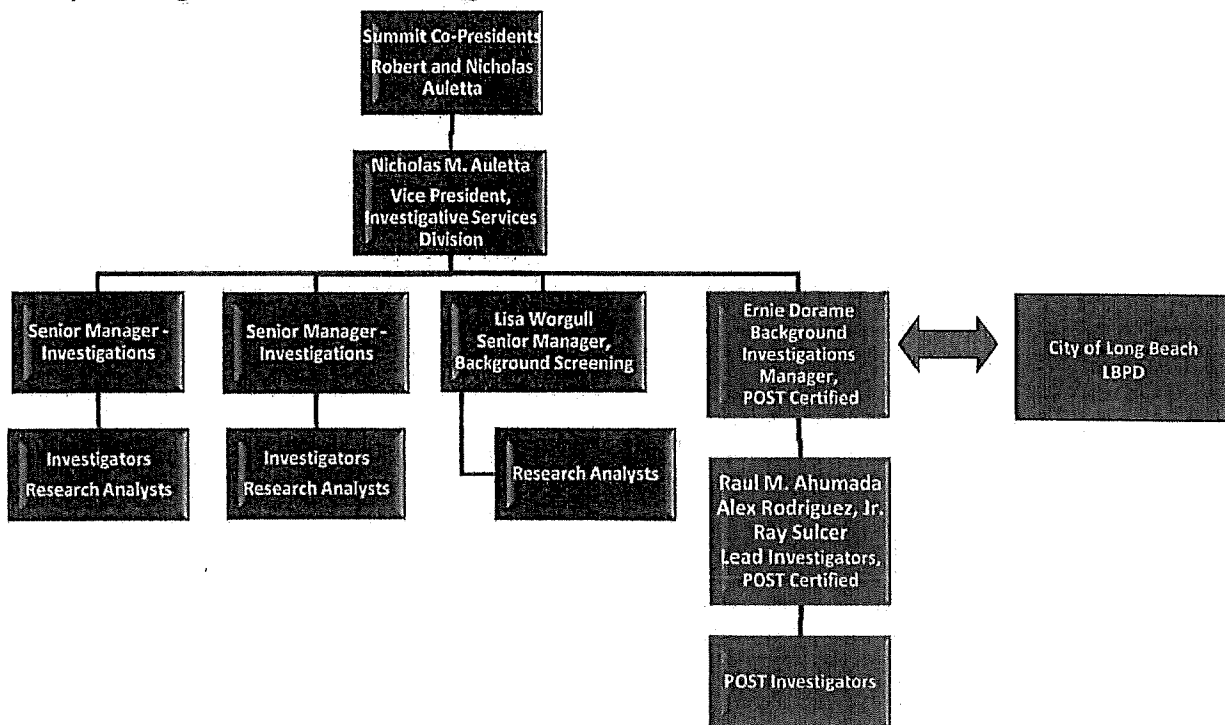 Summit Co-Presidents
Robert and Nicholas
Auletta
Nicholas M. Auletta
Vice President,
Investigative Services
Division
Senior Manager -
Investigations
Senior Manager -
Investigations
Lisa Worgull
Senior Manager,
Background Screening
Ernie Dorame
Background
Investigations
Manager,
POST Certified
City of Long Beach
LBPD
Investigators
Research Analysts
Investigators
Research Analysts
Research Analysts
Raul M. Ahumada
Alex Rodriguez, Jr.
Ray Sulcer
Lead Investigators,
POST Certified
POST Investigators